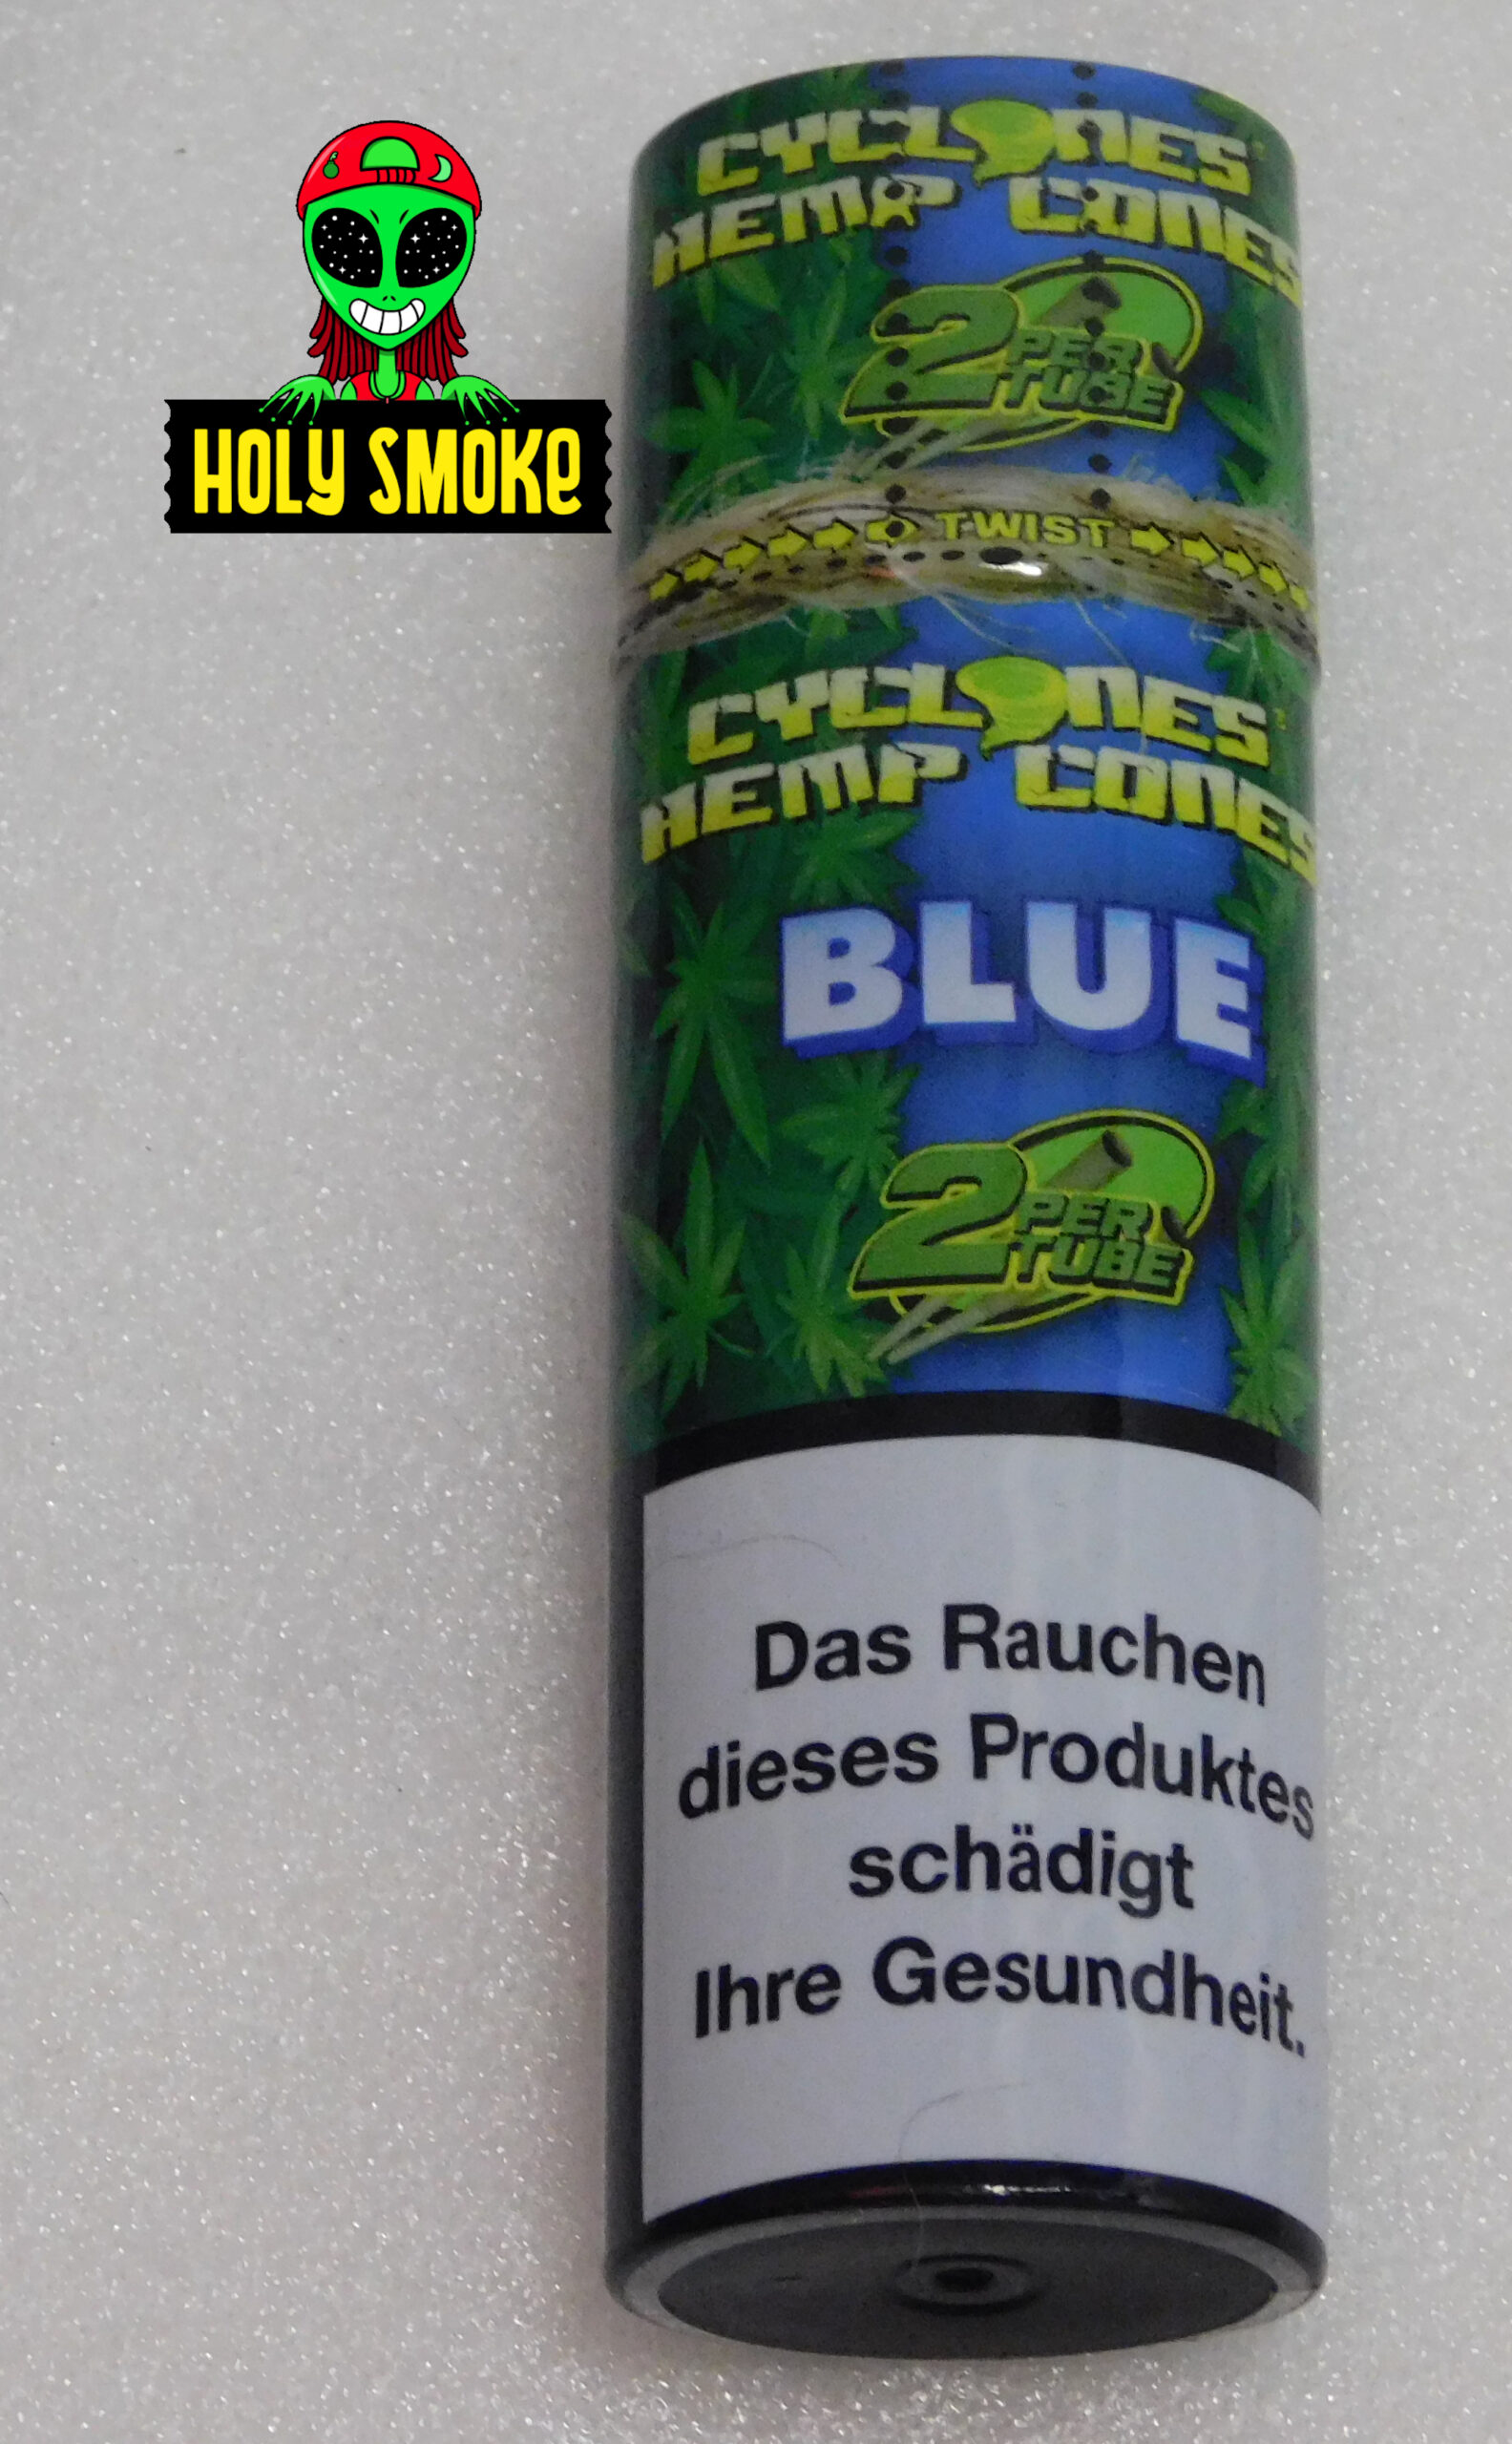 HOLY SMOKE
CYCLONES
HEMP CONES
2 PER
TUBE
TWIST
CYCLONES
HEMP CONES
BLUE
2 PER
TUBE
Das Rauchen
dieses Produktes
schädigt
Ihre Gesundheit.